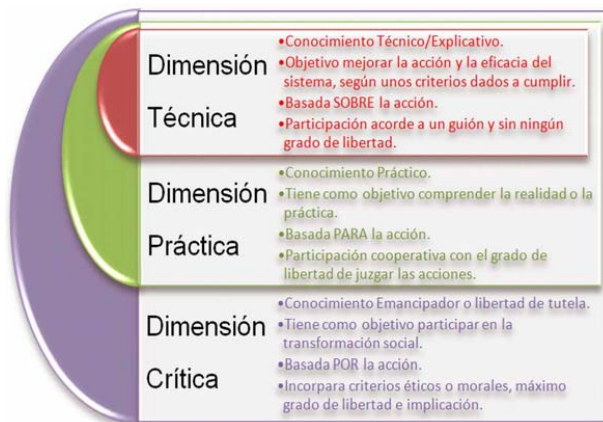 Dimensión
Técnica
•Conocimiento Técnico/Explicativo.
•Objetivo mejorar la acción y la eficacia del
sistema, según unos criterios dados a cumplir.
•Basada SOBRE la acción.
•Participación acorde a un guión y sin ningún
grado de libertad.
Dimensión
Práctica
•Conocimiento Práctico.
•Tiene como objetivo comprender la realidad o la
práctica.
•Basada PARA la acción.
•Participación cooperativa con el grado de
libertad de juzgar las acciones.
Dimensión
Crítica
•Conocimiento Emancipador o libertad de tutela.
•Tiene como objetivo participar en la
transformación social.
•Basada POR la acción.
•Incorpara criterios éticos o morales, máximo
grado de libertad e implicación.